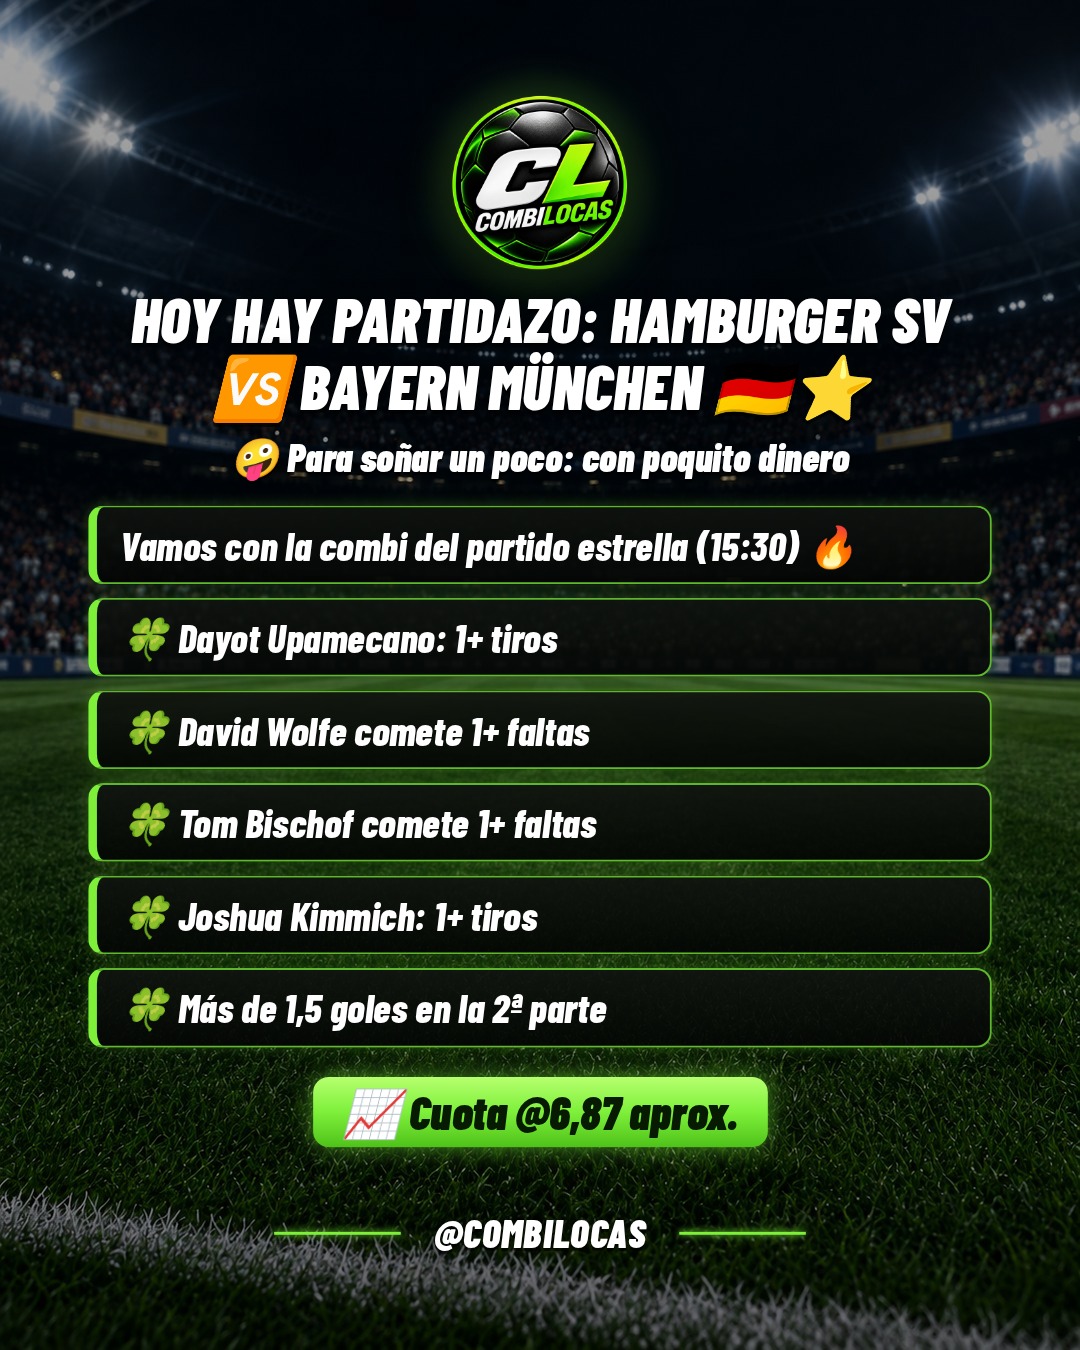 CL
COMBILOCAS
HOY HAY PARTIDAZO: HAMBURGER SV
🆚 BAYERN MÜNCHEN 🇩🇪⭐
🤪 Para soñar un poco: con poquito dinero
Vamos con la combi del partido estrella (15:30) 🔥
🍀 Dayot Upamecano: 1+ tiros
🍀 David Wolfe comete 1+ faltas
🍀 Tom Bischof comete 1+ faltas
🍀 Joshua Kimmich: 1+ tiros
🍀 Más de 1,5 goles en la 2ª parte
📈 Cuota @6,87 aprox.
@COMBILOCAS